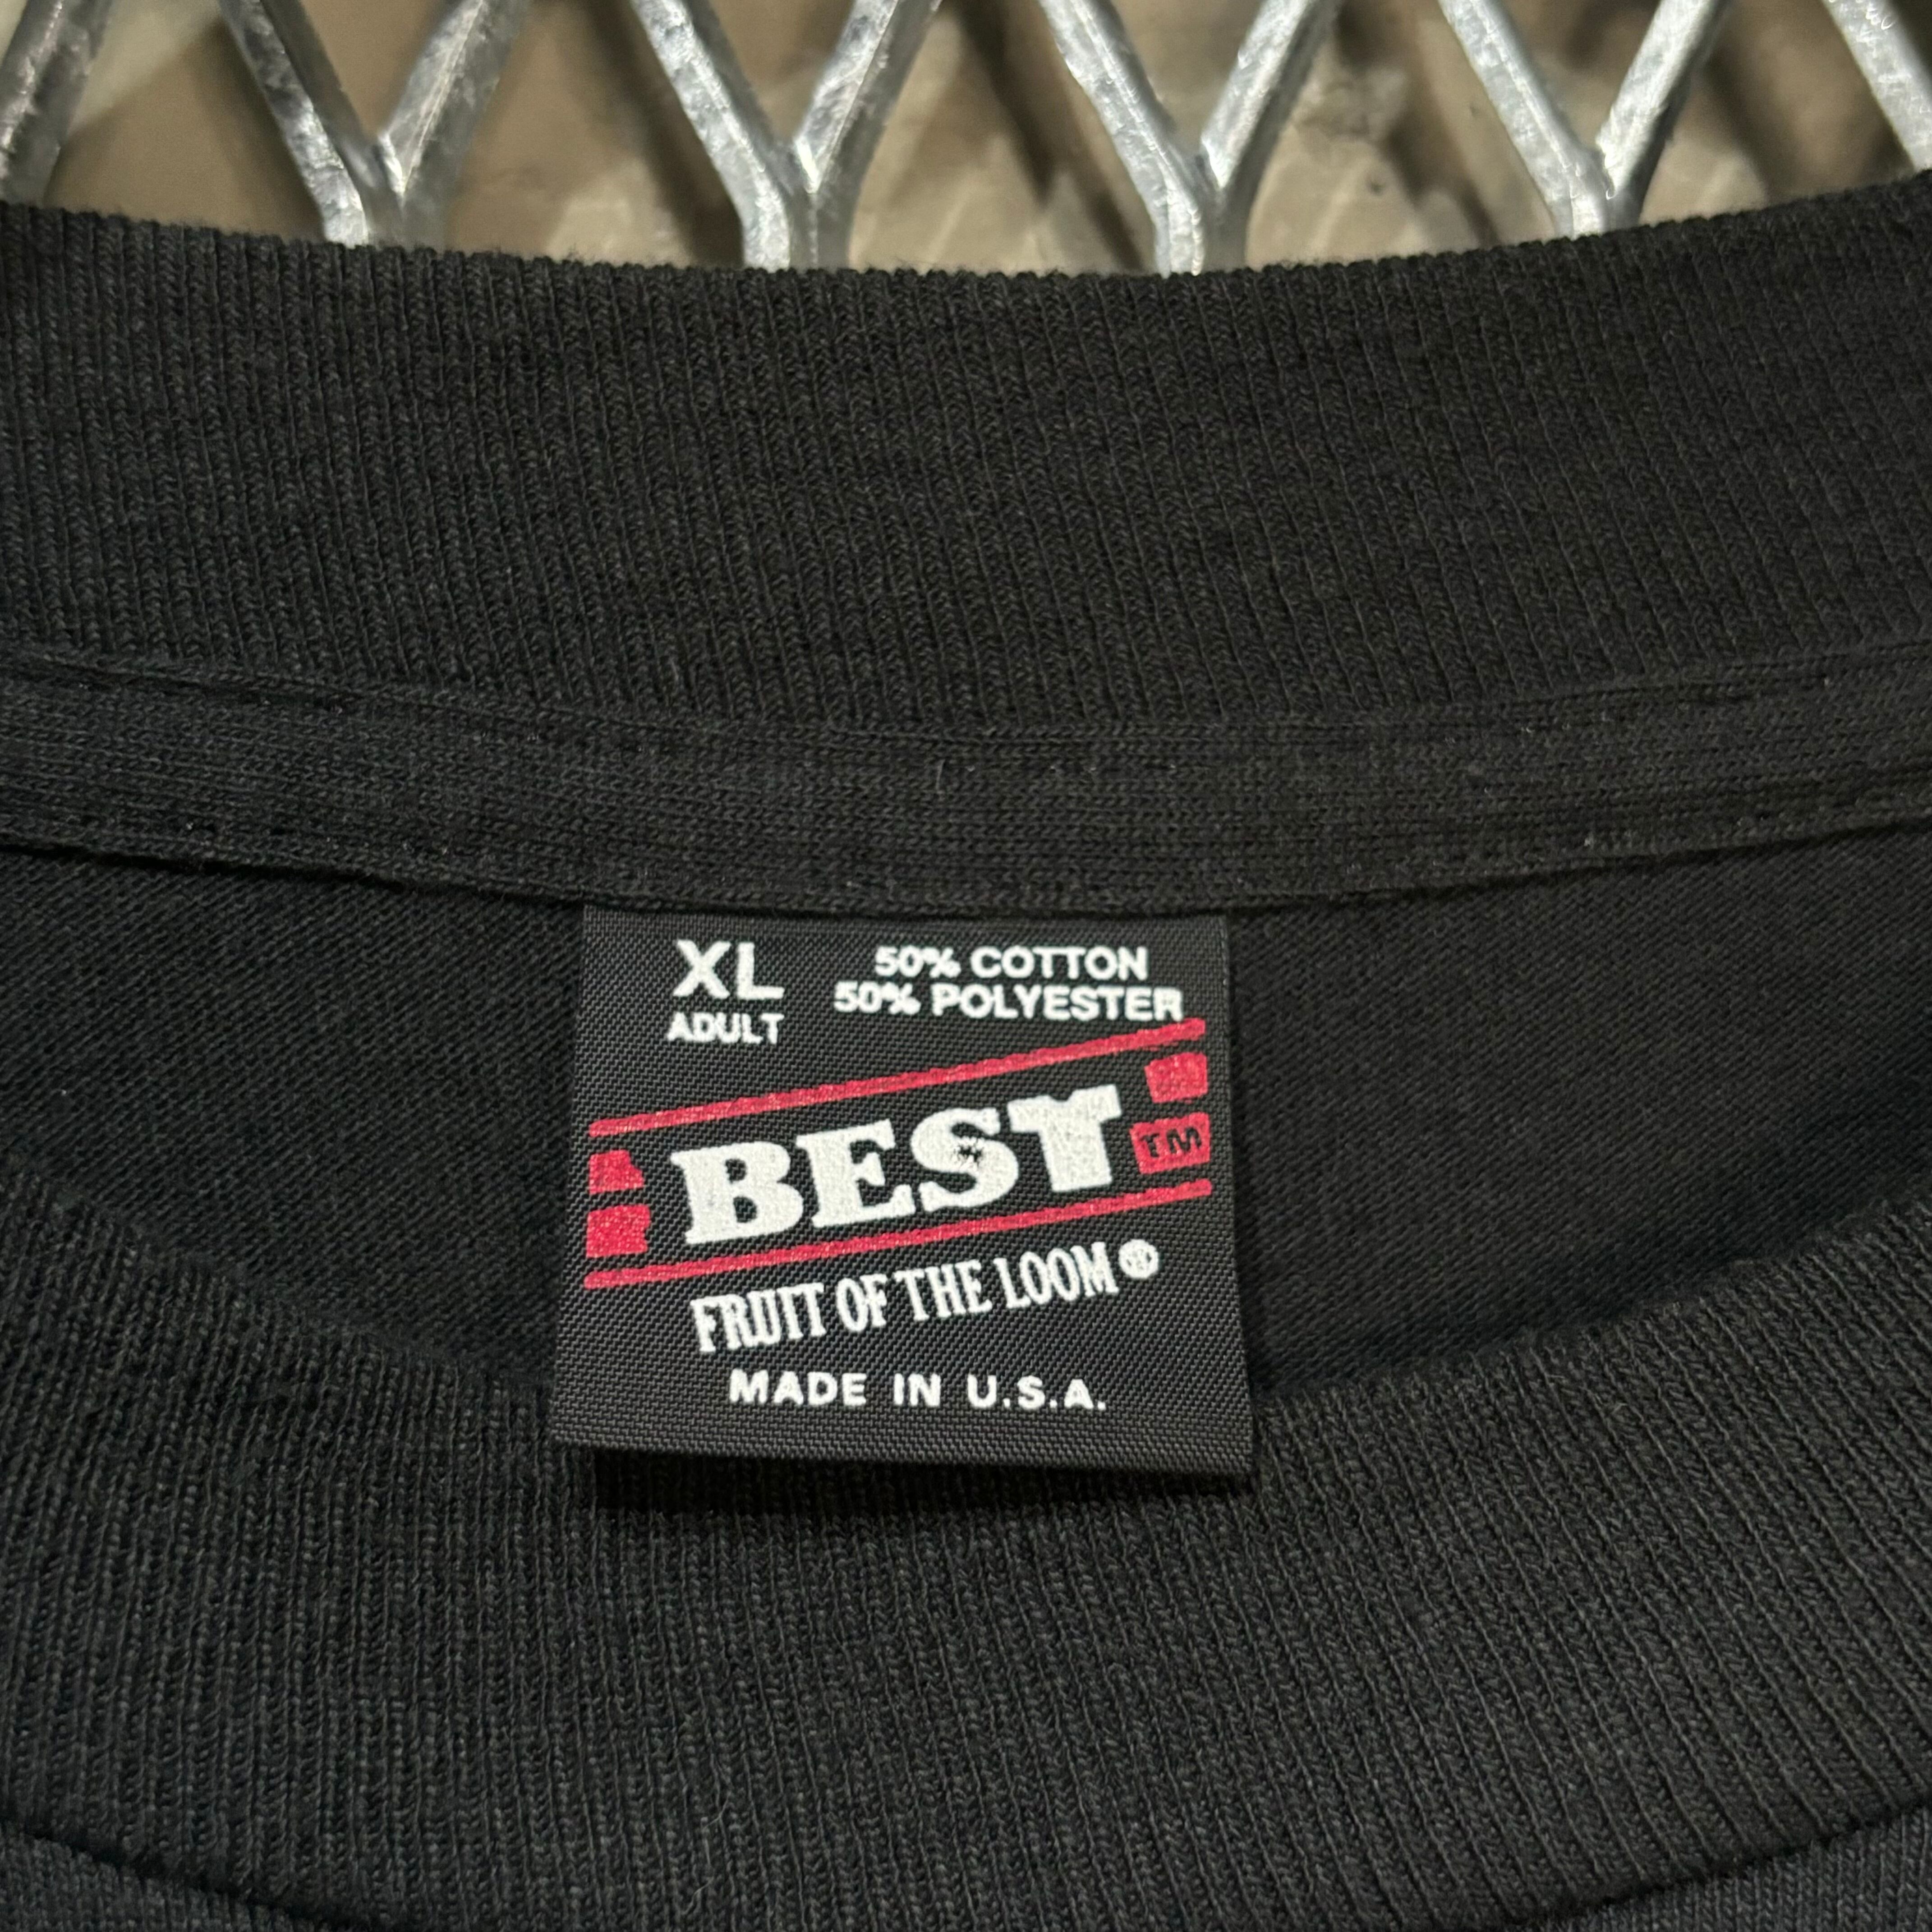 XL
ADULT
50% COTTON
50% POLYESTER
BEST
TM
FRUIT OF THE LOOM®
MADE IN U.S.A.